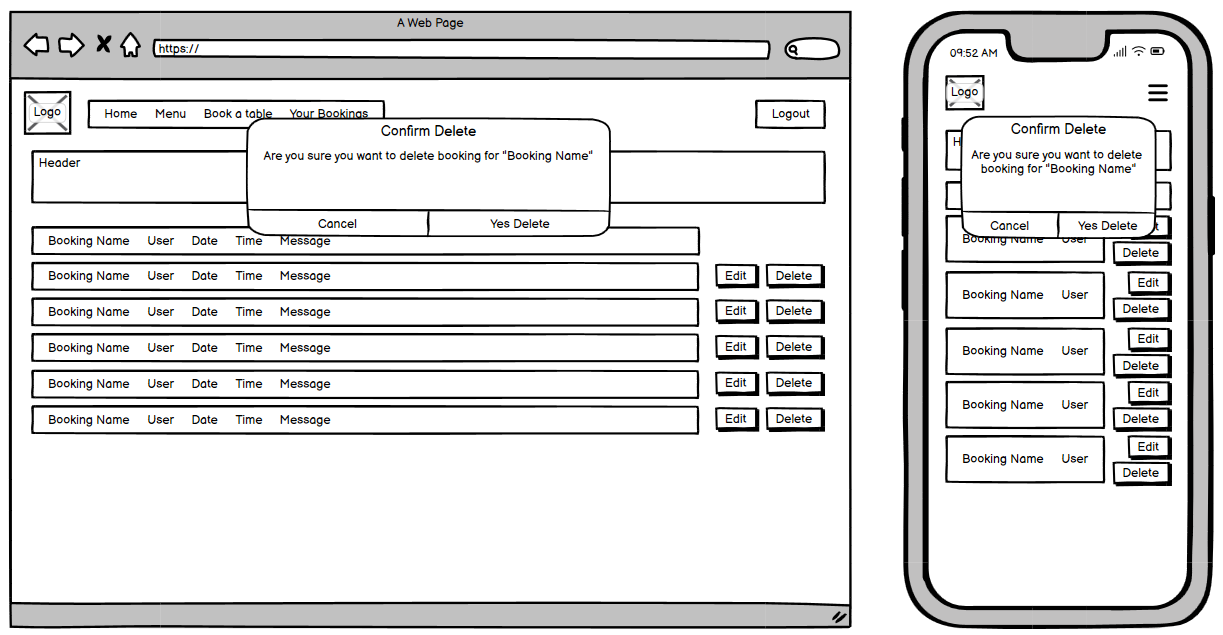 A Web Page
https://
Logo
Home Menu Book a table Your Bookings
Logout
Confirm Delete
Are you sure you want to delete booking for "Booking Name"
Header
Cancel Yes Delete
Booking Name User Date Time Message
Booking Name User Date Time Message Edit Delete
Booking Name User Date Time Message Edit Delete
Booking Name User Date Time Message Edit Delete
Booking Name User Date Time Message Edit Delete
Booking Name User Date Time Message Edit Delete
09:52 AM
Logo
Confirm Delete
Are you sure you want to delete
booking for "Booking Name"
Cancel Yes Delete
Booking Name User
Delete
Edit
Booking Name User
Delete
Edit
Booking Name User
Delete
Edit
Booking Name User
Delete
Edit
Booking Name User
Delete